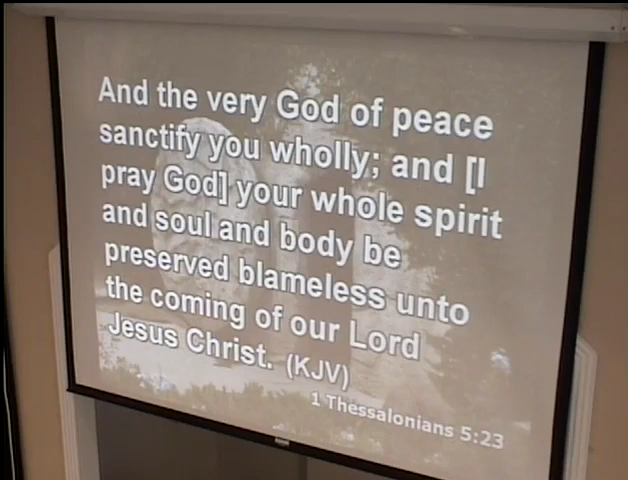 And the very God of peace
sanctify you wholly; and [I
pray God] your whole spirit
and soul and body be
preserved blameless unto
the coming of our Lord
Jesus Christ. (KJV)
1 Thessalonians 5:23